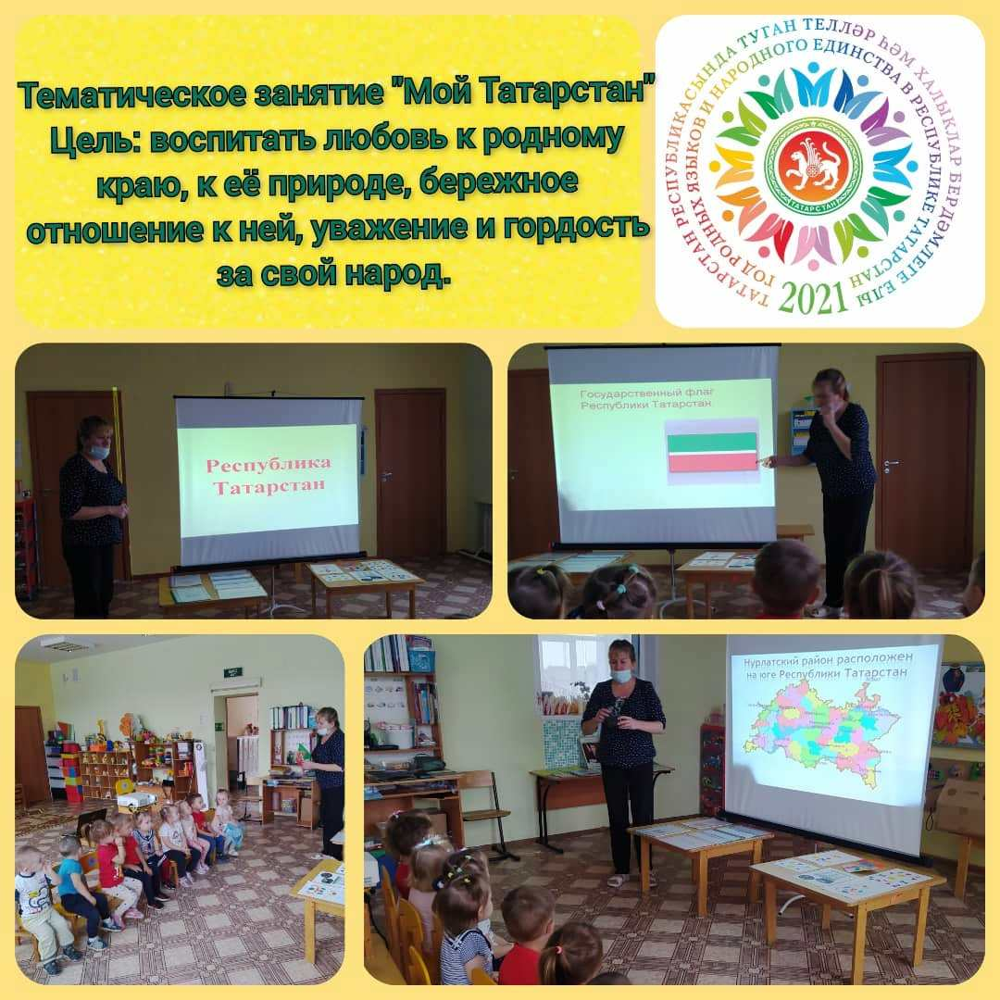 Тематическое занятие "Мой Татарстан"
Цель: воспитать любовь к родному
краю, к её природе, бережное
отношение к ней, уважение и гордость
за свой народ.
ТАТАРСТАН РЕСПУБЛИКАСЫНДА ТУГАН ТЕЛЛӘР ҺӘМ ХАЛЫКЛАР БЕРДӘМЛЕГЕ ЕЛЫ
ГОД РОДНЫХ ЯЗЫКОВ И НАРОДНОГО ЕДИНСТВА В РЕСПУБЛИКЕ ТАТАРСТАН
ТАТАРСТАН
2021
Республика
Татарстан
Государственный флаг
Республики Татарстан
Нурлатский район расположен
на юге Республики Татарстан